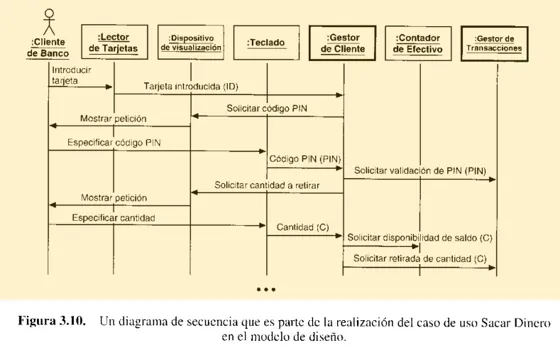 :Cliente
de Banco
:Lector
de Tarjetas
:Dispositivo
de visualización
:Teclado
:Gestor
de Cliente
:Contador
de Efectivo
:Gestor de
Transacciones
Introducir
tarjeta
Tarjeta introducida (ID)
Solicitar código PIN
Mostrar petición
Especificar código PIN
Código PIN (PIN)
Solicitar validación de PIN (PIN)
Solicitar cantidad a retirar
Mostrar petición
Especificar cantidad
Cantidad (C)
Solicitar disponibilidad de saldo (C)
Solicitar retirada de cantidad (C)
•••
Figura 3.10. Un diagrama de secuencia que es parte de la realización del caso de uso Sacar Dinero
en el modelo de diseño.